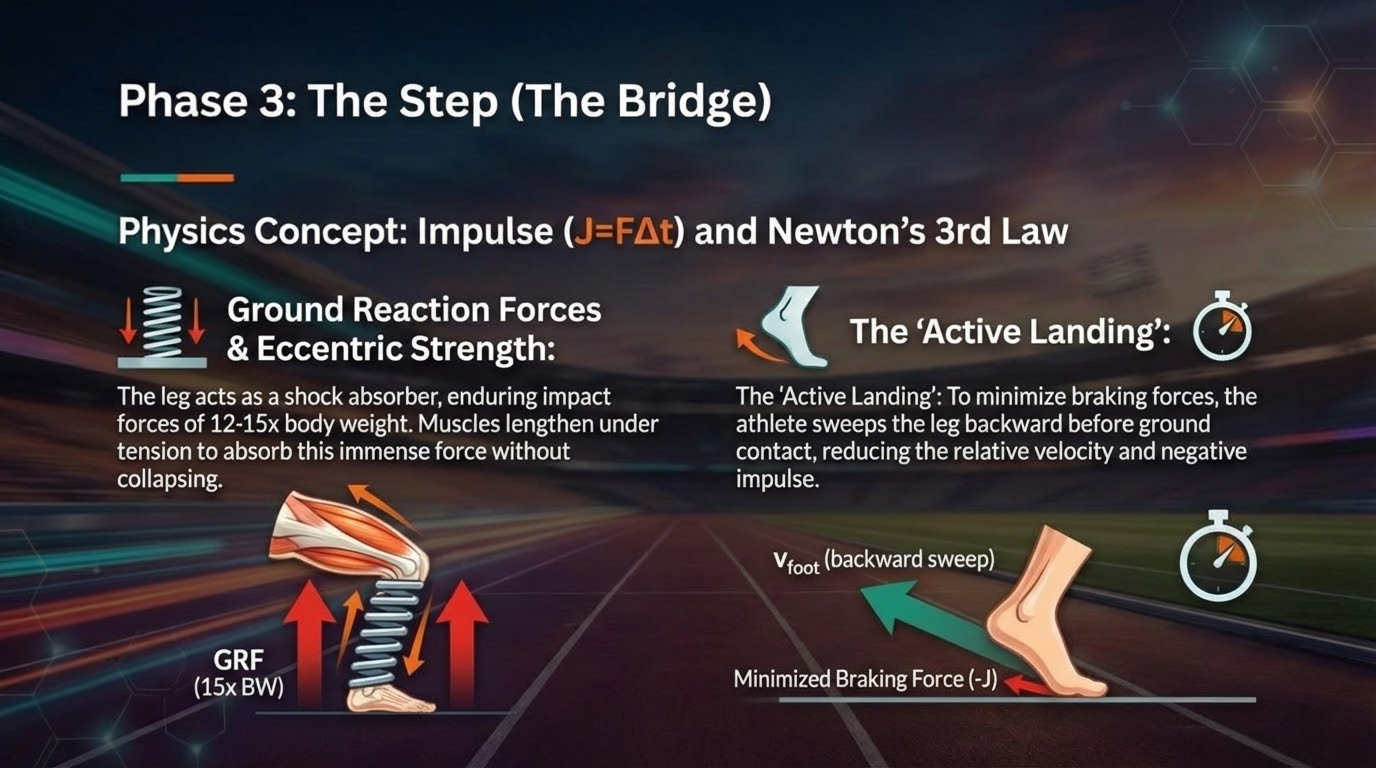 Phase 3: The Step (The Bridge)
Physics Concept: Impulse (J=FΔt) and Newton's 3rd Law
Ground Reaction Forces
& Eccentric Strength:
The leg acts as a shock absorber, enduring impact
forces of 12-15x body weight. Muscles lengthen under
tension to absorb this immense force without
collapsing.
GRF
(15x BW)
The 'Active Landing':
The 'Active Landing': To minimize braking forces, the
athlete sweeps the leg backward before ground
contact, reducing the relative velocity and negative
impulse.
v_foot (backward sweep)
Minimized Braking Force (-J)